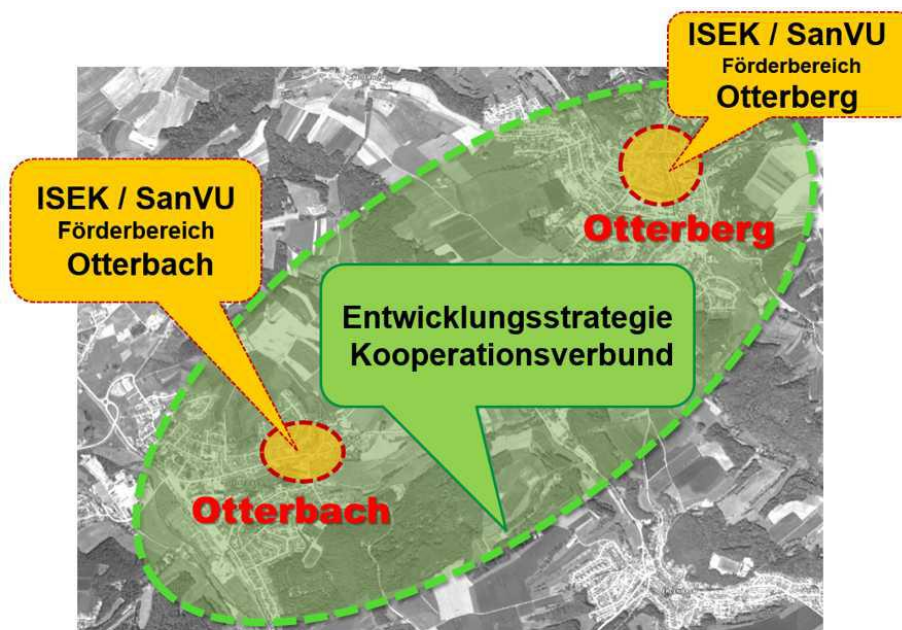 ISEK / SanVU
Förderbereich
Otterberg
ISEK / SanVU
Förderbereich
Otterbach
Otterberg
Entwicklungsstrategie
Kooperationsverbund
Otterbach